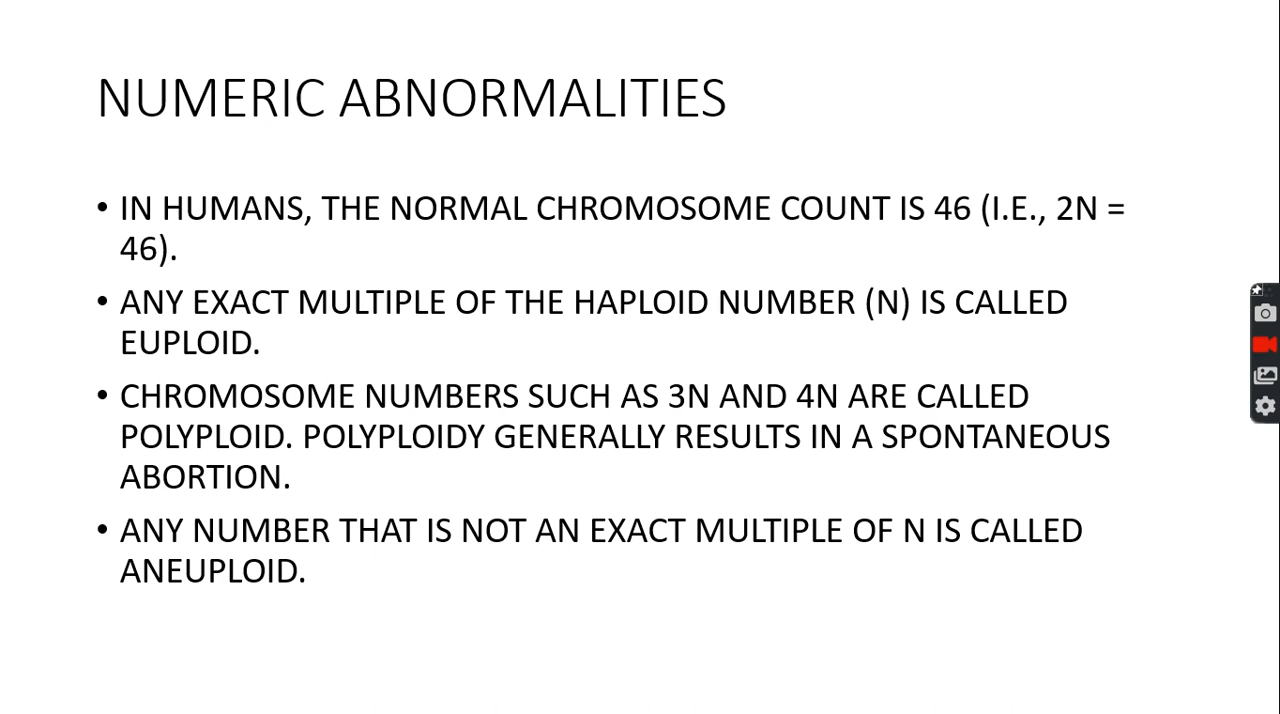 NUMERIC ABNORMALITIES
• IN HUMANS, THE NORMAL CHROMOSOME COUNT IS 46 (I.E., 2N =
46).
• ANY EXACT MULTIPLE OF THE HAPLOID NUMBER (N) IS CALLED
EUPLOID.
• CHROMOSOME NUMBERS SUCH AS 3N AND 4N ARE CALLED
POLYPLOID. POLYPLOIDY GENERALLY RESULTS IN A SPONTANEOUS
ABORTION.
• ANY NUMBER THAT IS NOT AN EXACT MULTIPLE OF N IS CALLED
ANEUPLOID.